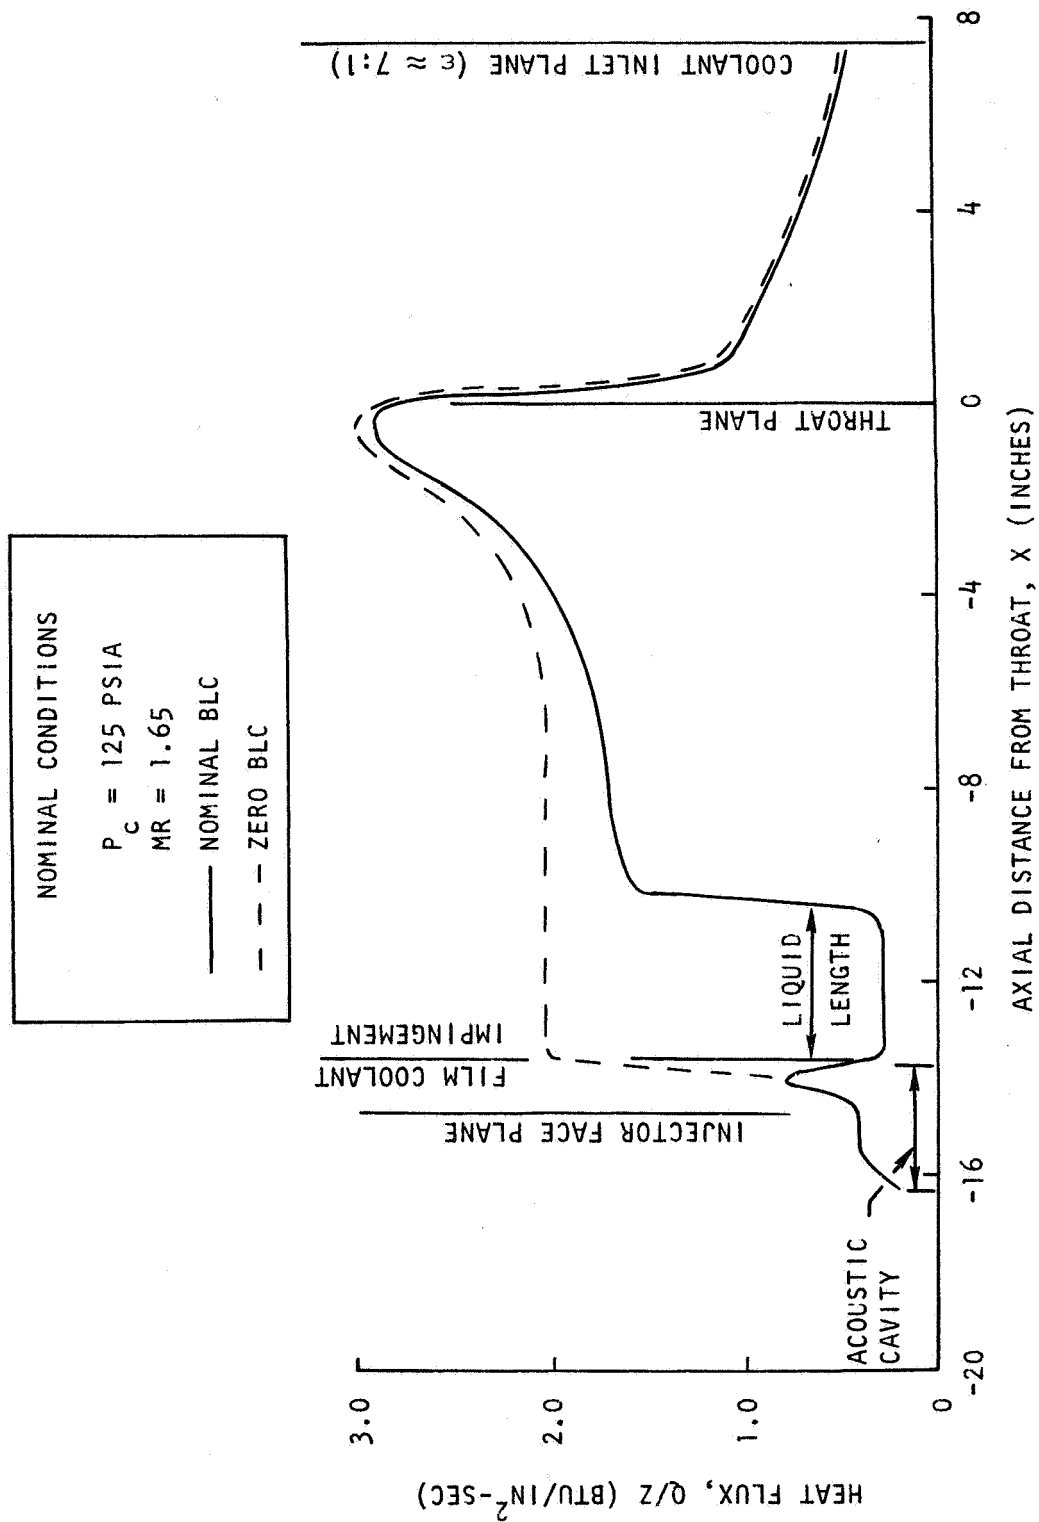 NOMINAL CONDITIONS
Pc = 125 PSIA
MR = 1.65
NOMINAL BLC
ZERO BLC
HEAT FLUX, Q/Z (BTU/IN²-SEC)
3.0
2.0
1.0
0
ACOUSTIC
CAVITY
INJECTOR FACE PLANE
FILM COOLANT
IMPINGEMENT
LIQUID
LENGTH
THROAT PLANE
COOLANT INLET PLANE (ε ≈ 7:1)
-20
-16
-12
-8
-4
0
4
8
AXIAL DISTANCE FROM THROAT, X (INCHES)